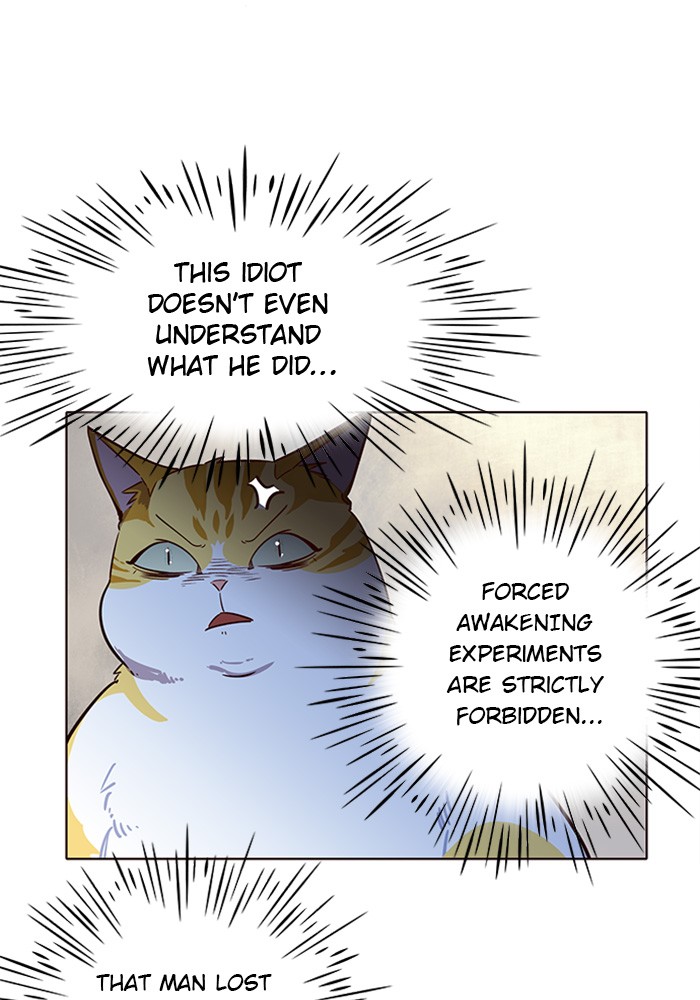 THIS IDIOT
DOESN'T EVEN
UNDERSTAND
WHAT HE DID...
FORCED
AWAKENING
EXPERIMENTS
ARE STRICTLY
FORBIDDEN...
THAT MAN LOST